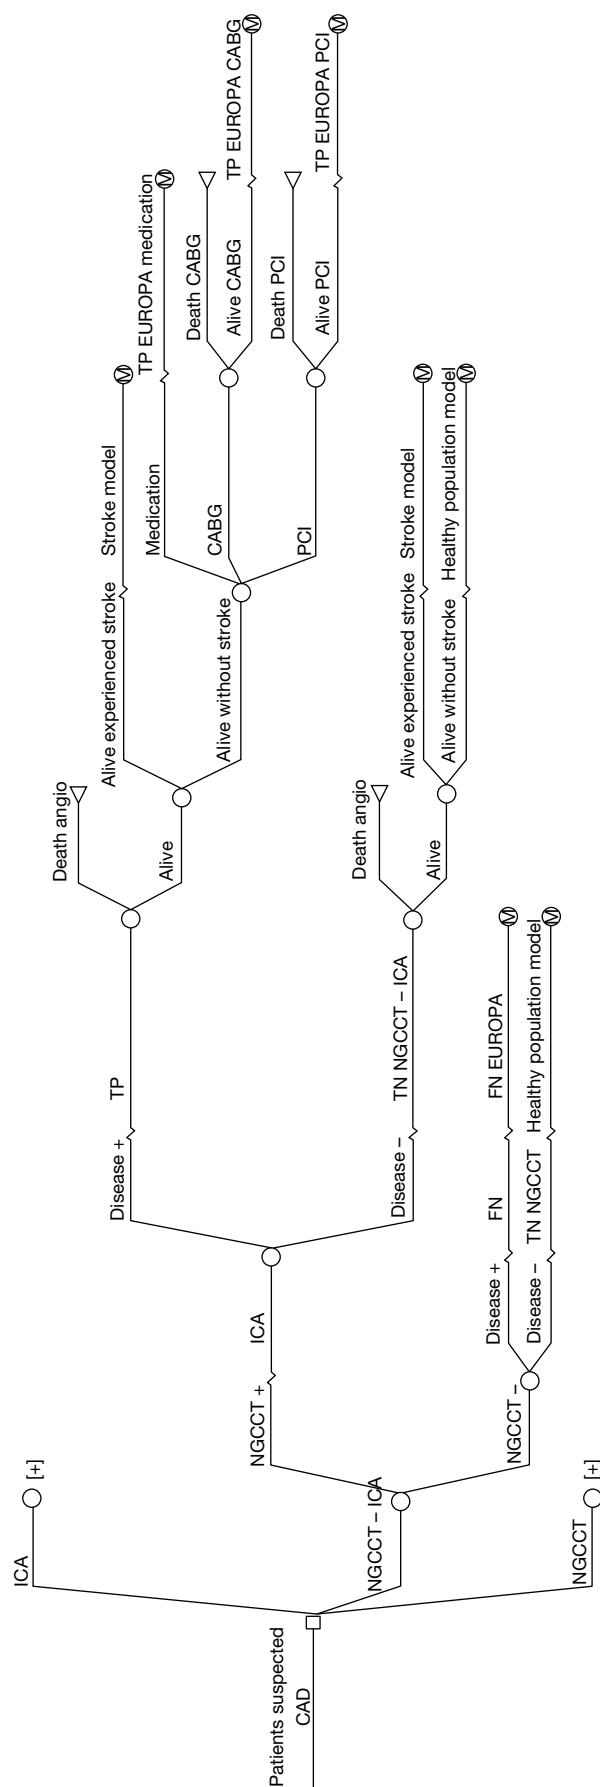 Patients suspected
CAD
ICA
[+]
NGCCT – ICA
NGCCT +
ICA
Disease +
TP
Death angio
Alive
Alive experienced stroke
Stroke model
M
Alive without stroke
Medication
TP EUROPA medication
M
CABG
Death CABG
Alive CABG
TP EUROPA CABG
M
PCI
Death PCI
Alive PCI
TP EUROPA PCI
M
Disease –
TN NGCCT – ICA
Death angio
Alive
Alive experienced stroke
Stroke model
M
Alive without stroke
Healthy population model
M
NGCCT –
Disease +
FN
FN EUROPA
M
Disease –
TN NGCCT
Healthy population model
M
NGCCT
[+]